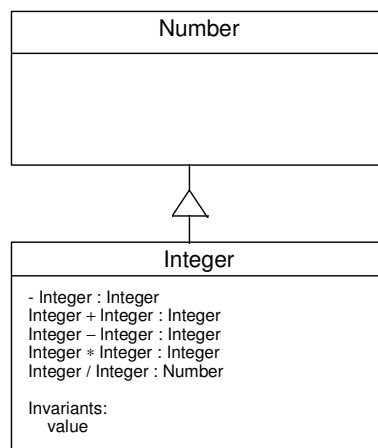 Number
Integer
- Integer : Integer
Integer + Integer : Integer
Integer − Integer : Integer
Integer ∗ Integer : Integer
Integer / Integer : Number
Invariants:
value